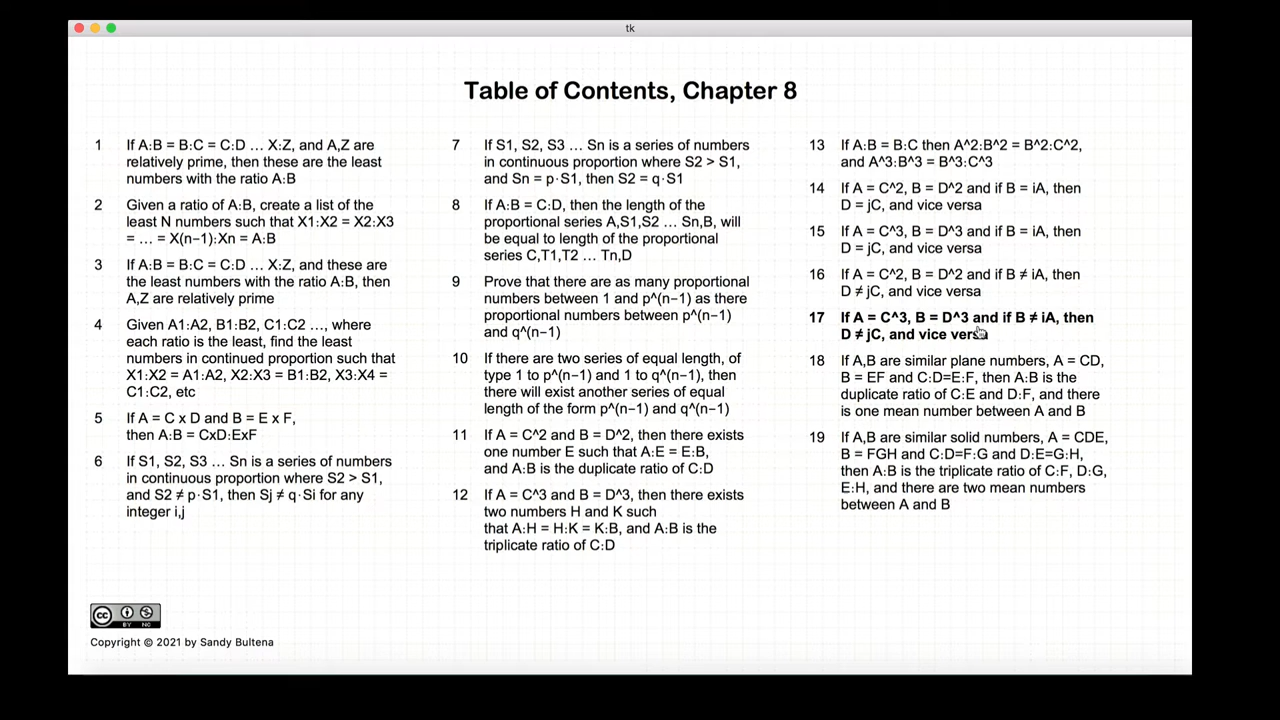 tk
Table of Contents, Chapter 8
1 If A:B = B:C = C:D … X:Z, and A,Z are
relatively prime, then these are the least
numbers with the ratio A:B
2 Given a ratio of A:B, create a list of the
least N numbers such that X1:X2 = X2:X3
= … = X(n−1):Xn = A:B
3 If A:B = B:C = C:D … X:Z, and these are
the least numbers with the ratio A:B, then
A,Z are relatively prime
4 Given A1:A2, B1:B2, C1:C2 …, where
each ratio is the least, find the least
numbers in continued proportion such that
X1:X2 = A1:A2, X2:X3 = B1:B2, X3:X4 =
C1:C2, etc
5 If A = C x D and B = E x F,
then A:B = CxD:ExF
6 If S1, S2, S3 … Sn is a series of numbers
in continuous proportion where S2 > S1,
and S2 ≠ p·S1, then Sj ≠ q·Si for any
integer i,j
7 If S1, S2, S3 … Sn is a series of numbers
in continuous proportion where S2 > S1,
and Sn = p·S1, then S2 = q·S1
8 If A:B = C:D, then the length of the
proportional series A,S1,S2 … Sn,B, will
be equal to length of the proportional
series C,T1,T2 … Tn,D
9 Prove that there are as many proportional
numbers between 1 and p^(n−1) as there
proportional numbers between p^(n−1)
and q^(n−1)
10 If there are two series of equal length, of
type 1 to p^(n−1) and 1 to q^(n−1), then
there will exist another series of equal
length of the form p^(n−1) and q^(n−1)
11 If A = C^2 and B = D^2, then there exists
one number E such that A:E = E:B,
and A:B is the duplicate ratio of C:D
12 If A = C^3 and B = D^3, then there exists
two numbers H and K such
that A:H = H:K = K:B, and A:B is the
triplicate ratio of C:D
13 If A:B = B:C then A^2:B^2 = B^2:C^2,
and A^3:B^3 = B^3:C^3
14 If A = C^2, B = D^2 and if B = iA, then
D = jC, and vice versa
15 If A = C^3, B = D^3 and if B = iA, then
D = jC, and vice versa
16 If A = C^2, B = D^2 and if B ≠ iA, then
D ≠ jC, and vice versa
17 If A = C^3, B = D^3 and if B ≠ iA, then
D ≠ jC, and vice versa
18 If A,B are similar plane numbers, A = CD,
B = EF and C:D=E:F, then A:B is the
duplicate ratio of C:E and D:F, and there
is one mean number between A and B
19 If A,B are similar solid numbers, A = CDE,
B = FGH and C:D=F:G and D:E=G:H,
then A:B is the triplicate ratio of C:F, D:G,
E:H, and there are two mean numbers
between A and B
cc BY NC
Copyright © 2021 by Sandy Bultena